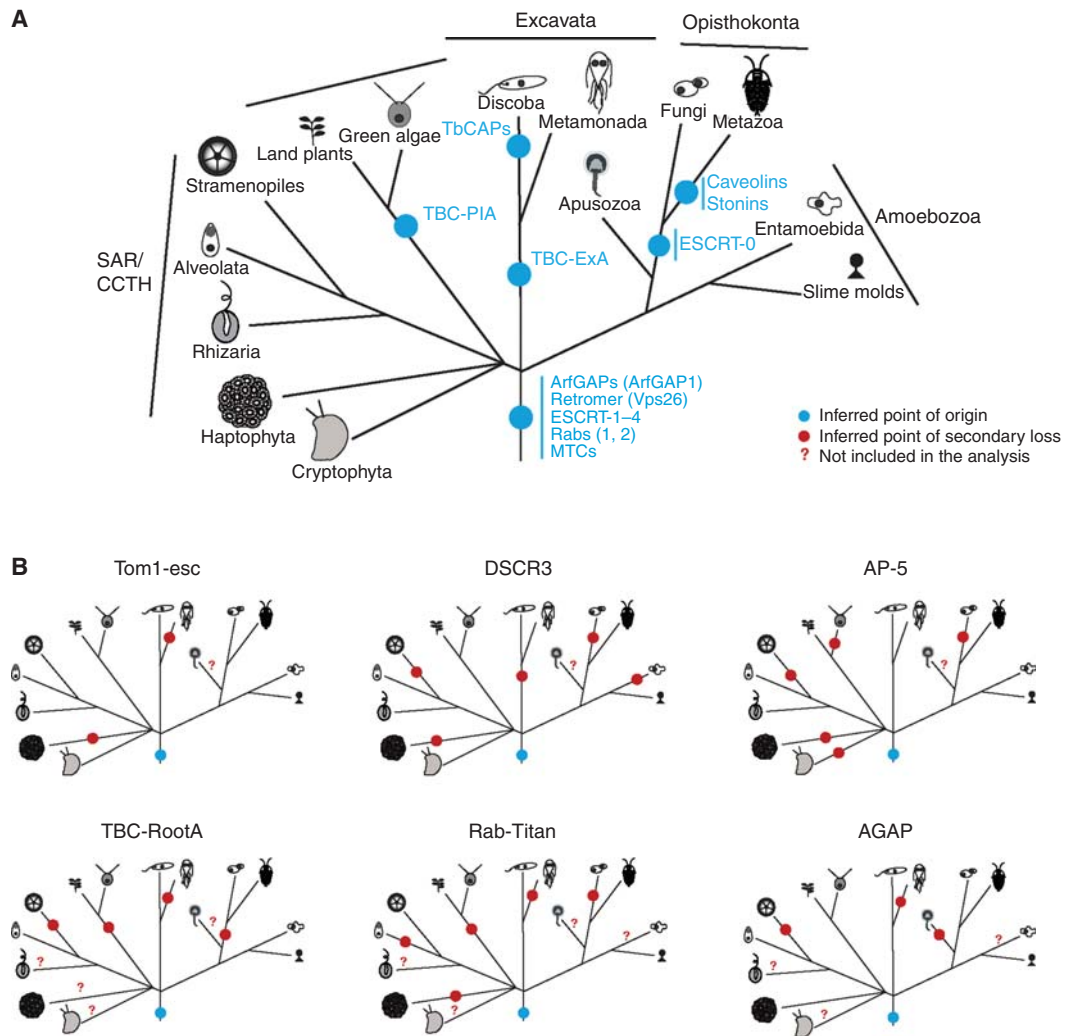 A
Excavata
Opisthokonta
Discoba
Metamonada
Fungi
Metazoa
TbCAPs
Green algae
Land plants
Stramenopiles
Apusozoa
Caveolins
Stonins
Entamoebida
Amoebozoa
TBC-PIA
ESCRT-0
SAR/
CCTH
Alveolata
TBC-ExA
Slime molds
Rhizaria
Haptophyta
Cryptophyta
ArfGAPs (ArfGAP1)
Retromer (Vps26)
ESCRT-1–4
Rabs (1, 2)
MTCs
Inferred point of origin
Inferred point of secondary loss
? Not included in the analysis
B
Tom1-esc
DSCR3
AP-5
?
?
?
TBC-RootA
Rab-Titan
AGAP
?
?
?
?
?
?
?
?
?
?
?